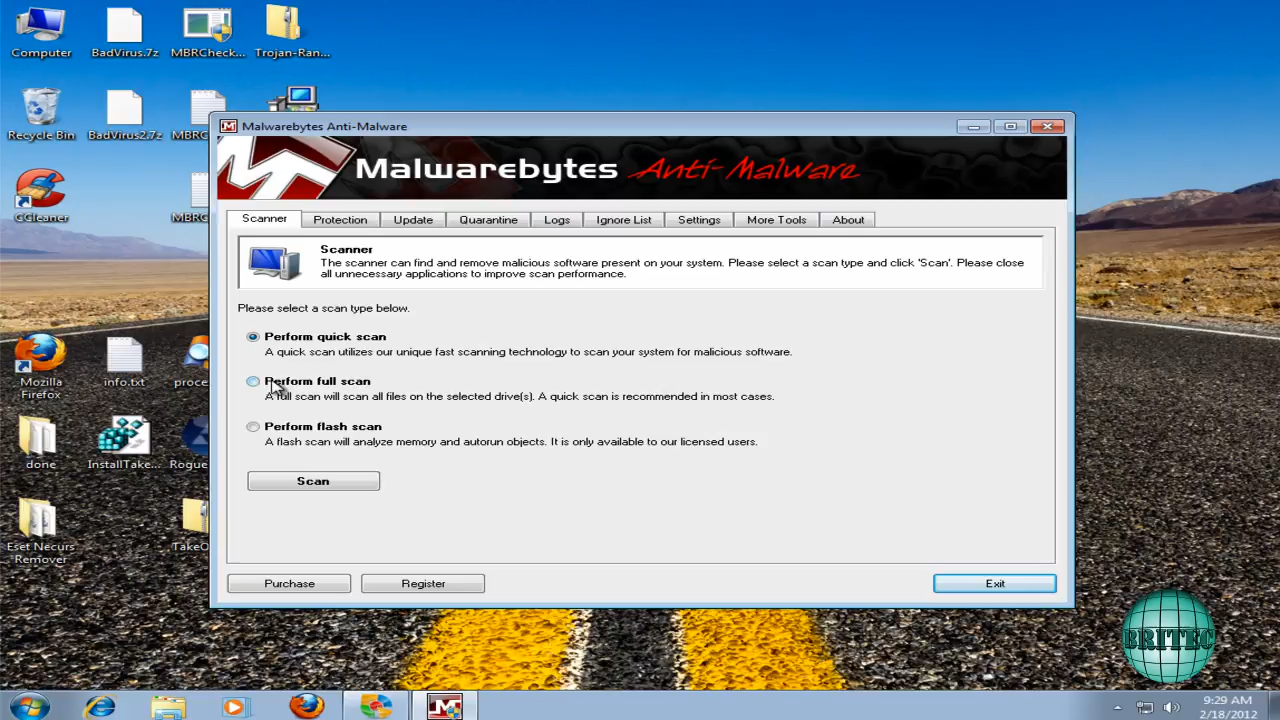 Computer
BadVirus.7z
MBRCheck...
Trojan-Ran...
Recycle Bin
BadVirus2.7z
MBRC
CCleaner
MBRC
Mozilla
Firefox
info.txt
proce
done
InstallTake...
Rogue
Eset Necurs
Remover
TakeO
Malwarebytes Anti-Malware
Malwarebytes Anti-Malware
Scanner
Protection
Update
Quarantine
Logs
Ignore List
Settings
More Tools
About
Scanner
The scanner can find and remove malicious software present on your system. Please select a scan type and click 'Scan'. Please close
all unnecessary applications to improve scan performance.
Please select a scan type below.
Perform quick scan
A quick scan utilizes our unique fast scanning technology to scan your system for malicious software.
Perform full scan
A full scan will scan all files on the selected drive(s). A quick scan is recommended in most cases.
Perform flash scan
A flash scan will analyze memory and autorun objects. It is only available to our licensed users.
Scan
Purchase
Register
Exit
BRITEC
9:29 AM
2/18/2012